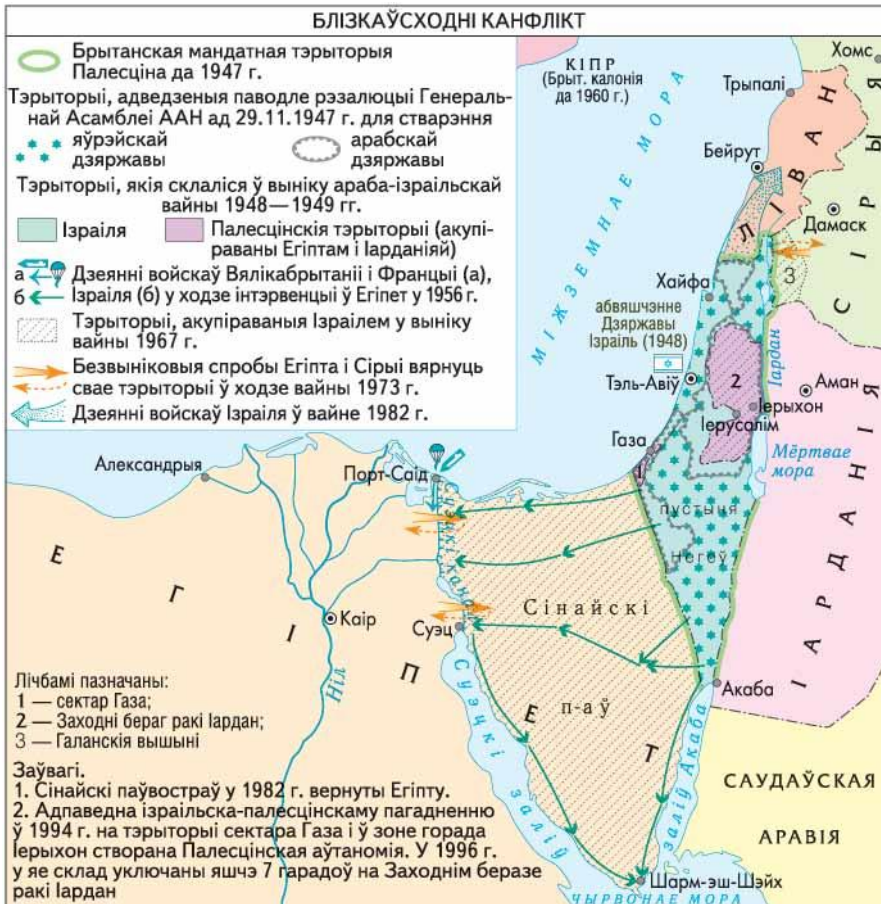 БЛІЗКАЎСХОДНІ КАНФЛІКТ
Брытанская мандатная тэрыторыя
Палесціна да 1947 г.
Тэрыторыі, адведзеныя паводле рэзалюцыі Генераль-
най Асамблеі ААН ад 29.11.1947 г. для стварэння
яўрэйскай
дзяржавы
арабскай
дзяржавы
Тэрыторыі, якія склаліся ў выніку араба-ізраільскай
вайны 1948—1949 гг.
Ізраіля
Палесцінскія тэрыторыі (акупі-
раваны Егіптам і Іарданіяй)
а
Дзеянні войскаў Вялікабрытаніі і Францыі (а),
б
Ізраіля (б) у ходзе інтэрвенцыі ў Егіпет у 1956 г.
Тэрыторыі, акупіраваныя Ізраілем у выніку
вайны 1967 г.
Безвыніковыя спробы Егіпта і Сірыі вярнуць
свае тэрыторыі ў ходзе вайны 1973 г.
Дзеянні войскаў Ізраіля ў вайне 1982 г.
КІПР
(Брыт. калонія
да 1960 г.)
Хомс
Трыпалі
МІЖЗЕМНАЕ МОРА
Бейрут
ЛІВАН
СІРЫЯ
Дамаск
3
Хайфа
абвяшчэнне
Дзяржавы
Ізраіль (1948)
Іардан
2
Тэль-Авіў
Аман
Іерыхон
Іерусалім
Газа
1
Мёртвае
мора
ІАРДАНІЯ
Александрыя
Порт-Саід
Суэцкі канал
пустыня
Негеў
ЕГІПЕТ
Сінайскі
п-аў
Каір
Суэц
Ніл
Суэцкі заліў
Акаба
заліў Акаба
САУДАЎСКАЯ
АРАВІЯ
Шарм-эш-Шэйх
ЧЫРВОНАЕ МОРА
Лічбамі пазначаны:
1 — сектар Газа;
2 — Заходні бераг ракі Іардан;
3 — Галанскія вышыні
Заўвагі.
1. Сінайскі паўвостраў у 1982 г. вернуты Егіпту.
2. Адпаведна ізраільска-палесцінскаму пагадненню
ў 1994 г. на тэрыторыі сектара Газа і ў зоне горада
Іерыхон створана Палесцінская аўтаномія. У 1996 г.
у яе склад уключаны яшчэ 7 гарадоў на Заходнім беразе
ракі Іардан